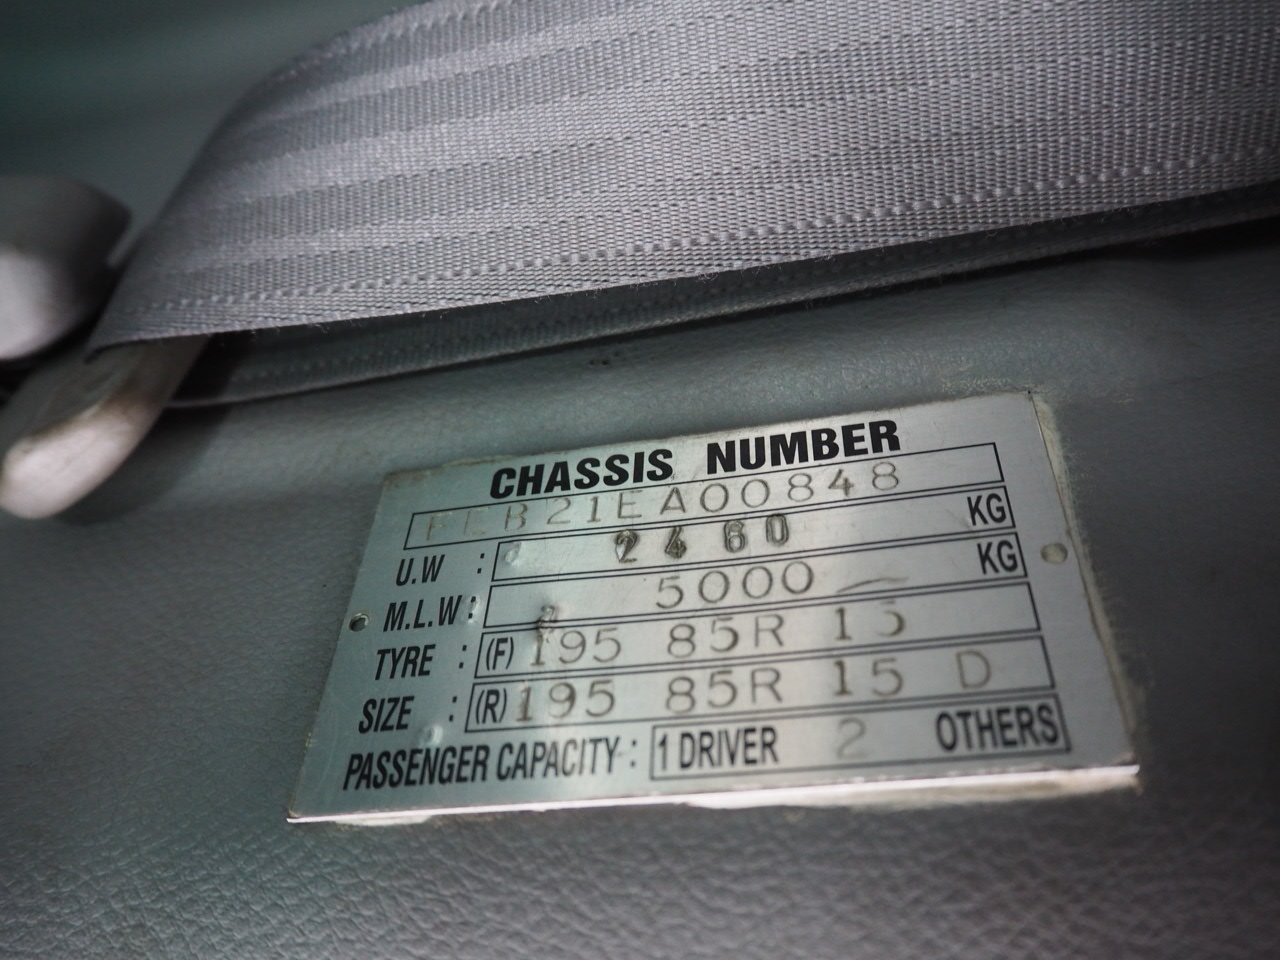 CHASSIS NUMBER
FEB21EA00848
U.W : 2460 KG
M.L.W : 5000 KG
TYRE : (F) 195 85R 15
SIZE : (R) 195 85R 15 D
PASSENGER CAPACITY : 1 DRIVER 2 OTHERS